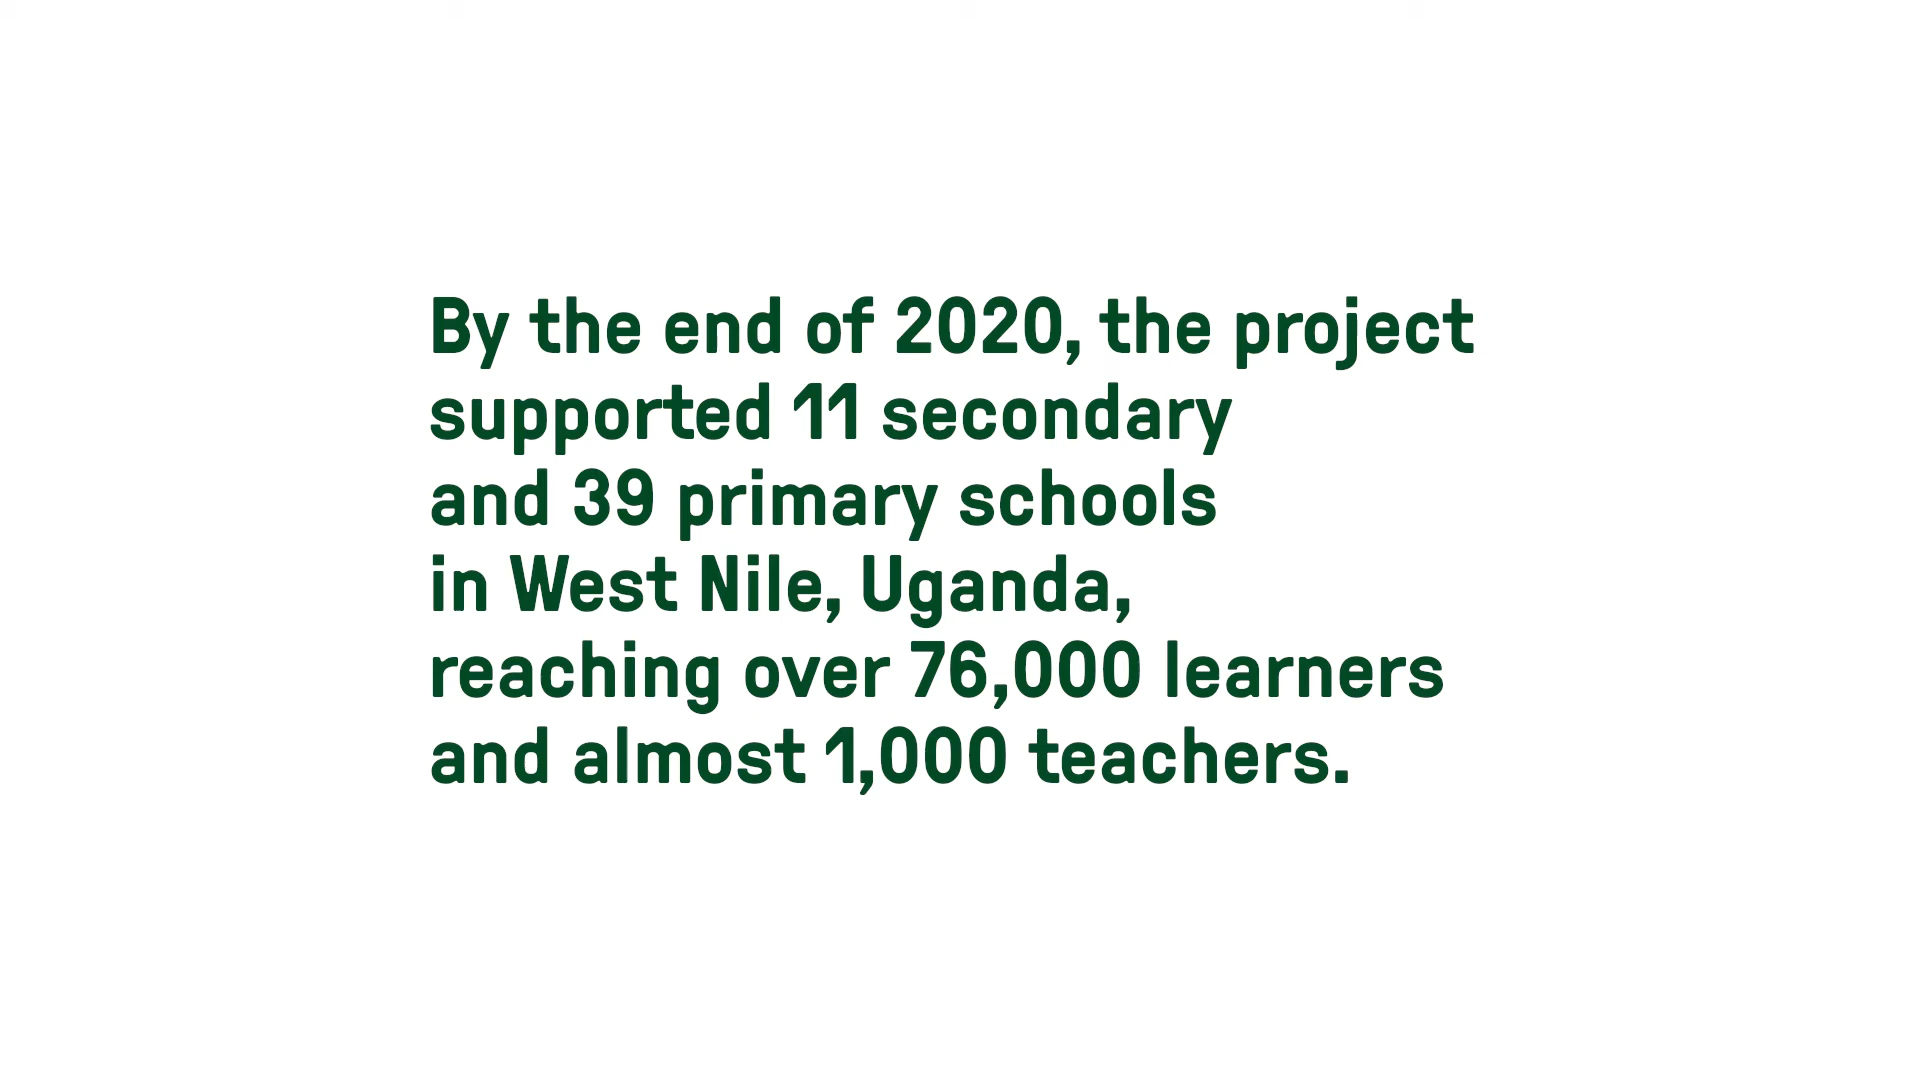 By the end of 2020, the project
supported 11 secondary
and 39 primary schools
in West Nile, Uganda,
reaching over 76,000 learners
and almost 1,000 teachers.